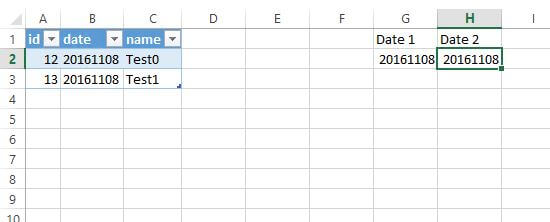 A B C D E F G H I
1 id date name Date 1 Date 2
2 12 20161108 Test0 20161108 20161108
3 13 20161108 Test1
4
5
6
7
8
9
10